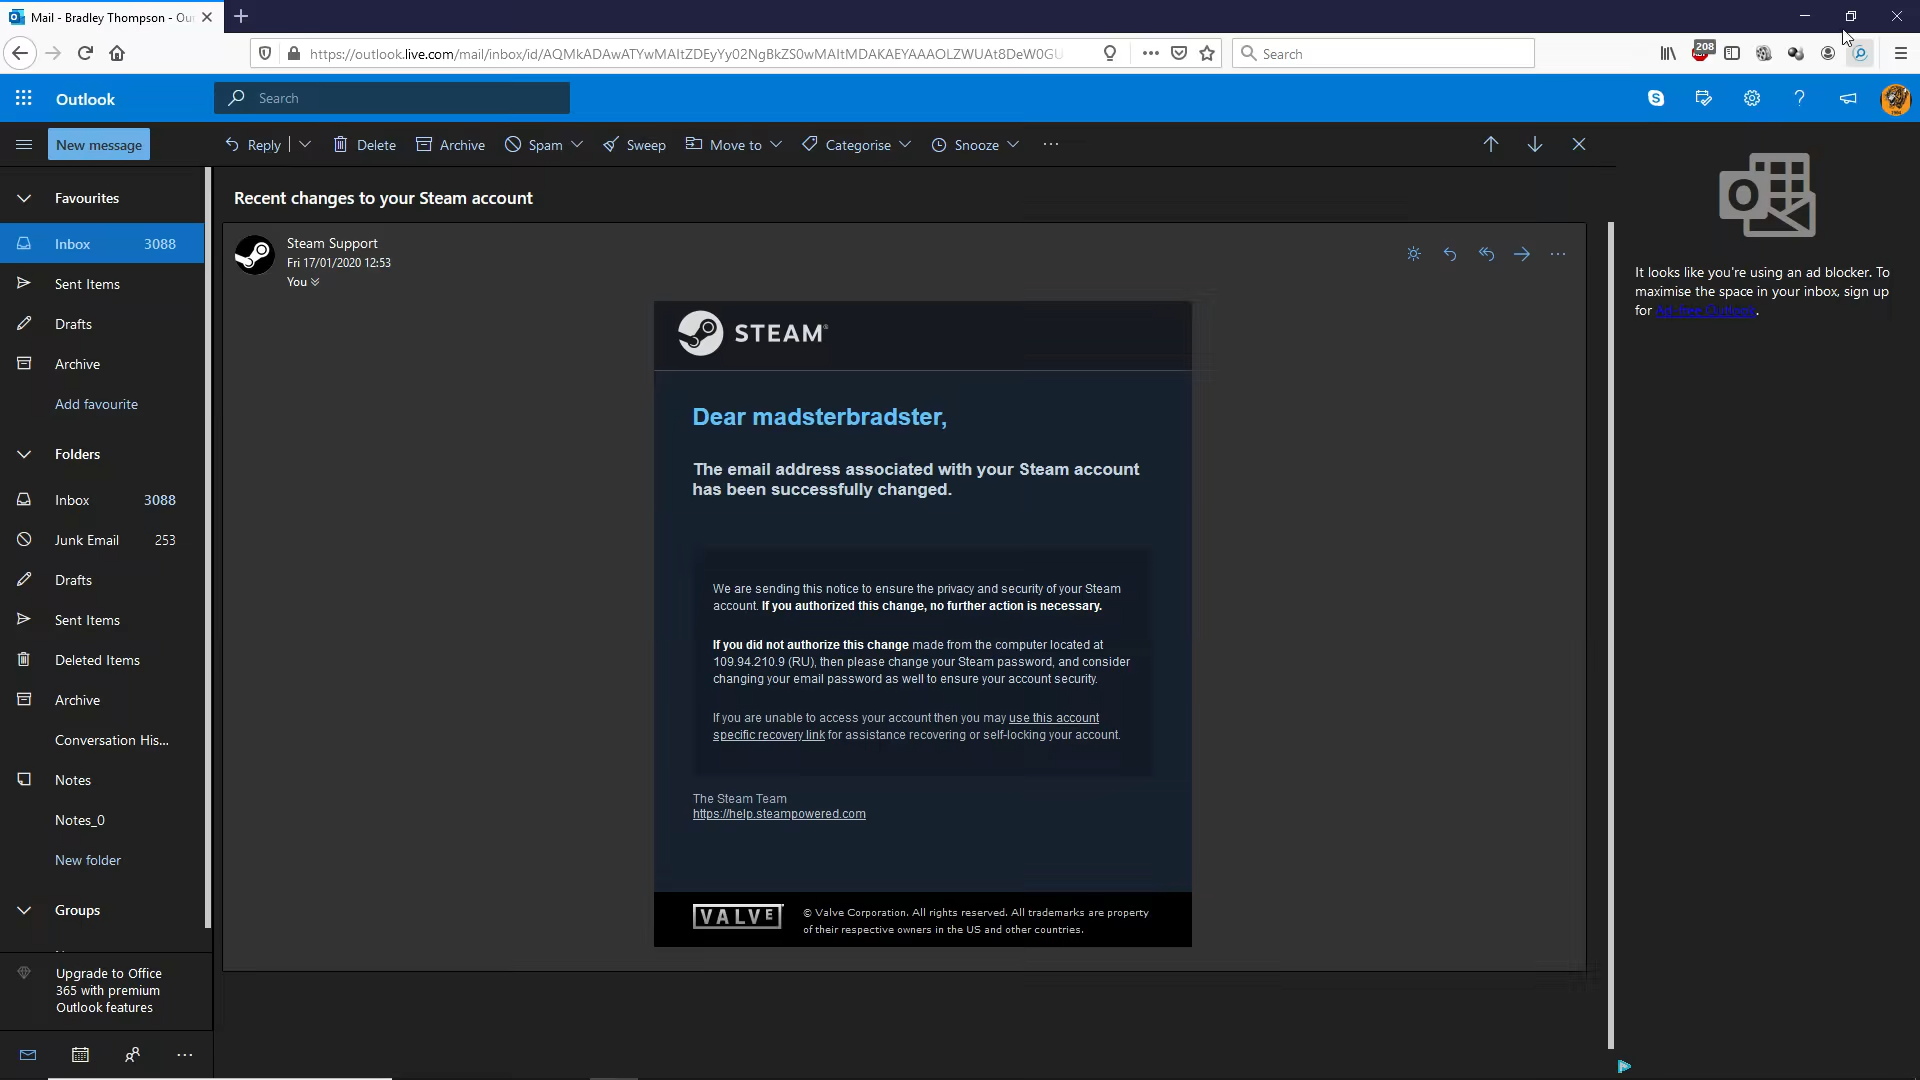 Mail - Bradley Thompson - Ou
https://outlook.live.com/mail/inbox/id/AQMkADAwATYwMAItZDEyYy02NgBkZS0wMAItMDAKAEYAAAOLZWUAt8DeW0GU
Search
208
Outlook
Search
New message
Reply
Delete
Archive
Spam
Sweep
Move to
Categorise
Snooze
Favourites
Inbox 3088
Sent Items
Drafts
Archive
Add favourite
Folders
Inbox 3088
Junk Email 253
Drafts
Sent Items
Deleted Items
Archive
Conversation His...
Notes
Notes_0
New folder
Groups
Upgrade to Office
365 with premium
Outlook features
Recent changes to your Steam account
Steam Support
Fri 17/01/2020 12:53
You
STEAM®
Dear madsterbradster,
The email address associated with your Steam account
has been successfully changed.
We are sending this notice to ensure the privacy and security of your Steam
account. If you authorized this change, no further action is necessary.
If you did not authorize this change made from the computer located at
109.94.210.9 (RU), then please change your Steam password, and consider
changing your email password as well to ensure your account security.
If you are unable to access your account then you may use this account
specific recovery link for assistance recovering or self-locking your account.
The Steam Team
https://help.steampowered.com
VALVE
© Valve Corporation. All rights reserved. All trademarks are property
of their respective owners in the US and other countries.
It looks like you're using an ad blocker. To
maximise the space in your inbox, sign up
for Ad-free Outlook.